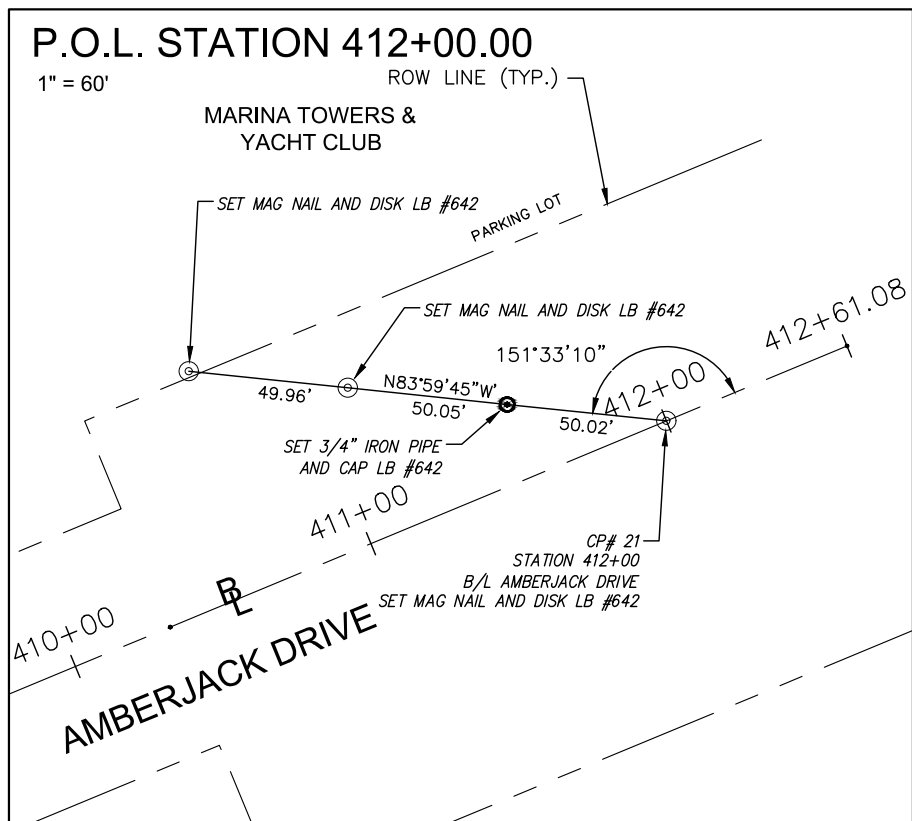 P.O.L. STATION 412+00.00
1" = 60'
ROW LINE (TYP.)
MARINA TOWERS &
YACHT CLUB
SET MAG NAIL AND DISK LB #642
PARKING LOT
SET MAG NAIL AND DISK LB #642
412+61.08
151°33'10"
412+00
49.96'
N83°59'45"W'
50.05'
50.02'
SET 3/4" IRON PIPE
AND CAP LB #642
411+00
CP# 21
STATION 412+00
B/L AMBERJACK DRIVE
SET MAG NAIL AND DISK LB #642
BL
410+00
AMBERJACK DRIVE